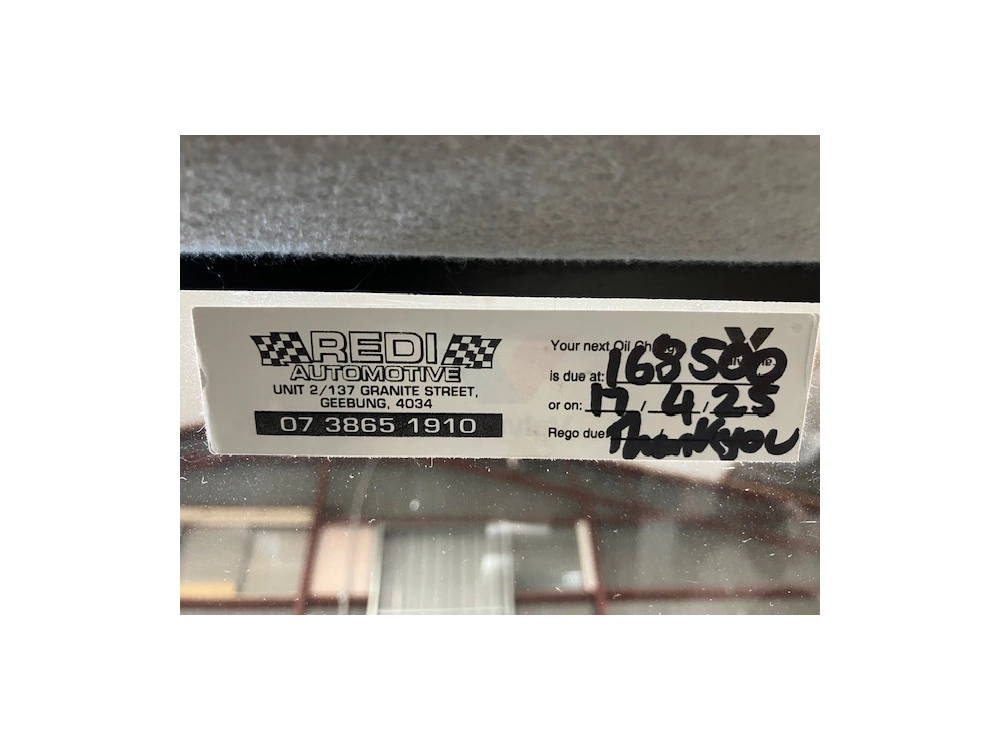 REDI
AUTOMOTIVE
UNIT 2/137 GRANITE STREET,
GEEBUNG, 4034
07 3865 1910
Your next Oil
is due at: 168500
or on: 17 / 4 / 25
Rego due: Thankyou